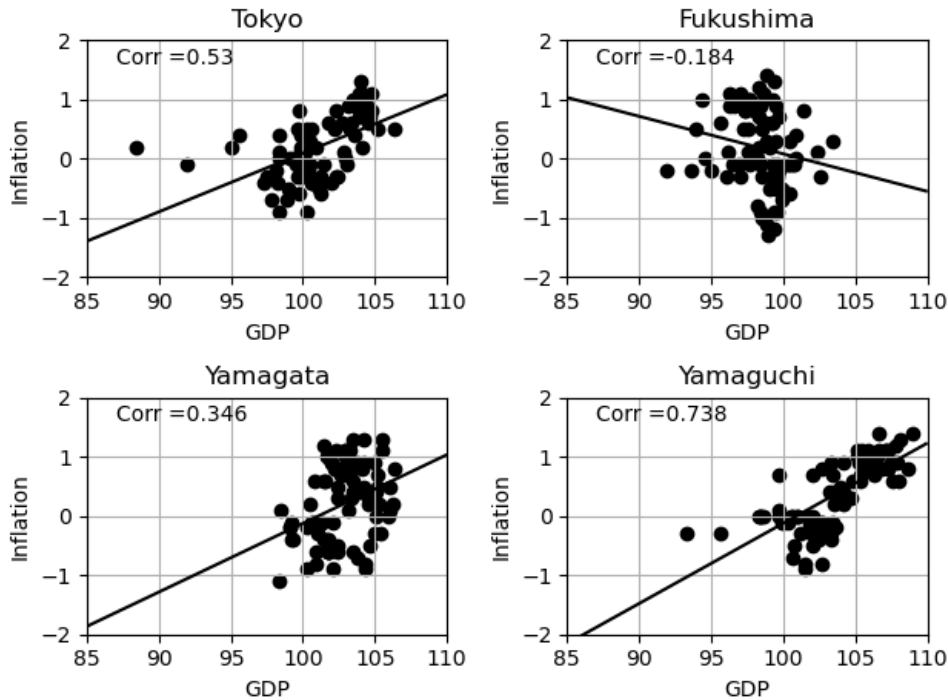 Tokyo
Corr =0.53
2
1
0
−1
−2
Inflation
85 90 95 100 105 110
GDP
Fukushima
Corr =-0.184
2
1
0
−1
−2
Inflation
85 90 95 100 105 110
GDP
Yamagata
Corr =0.346
2
1
0
−1
−2
Inflation
85 90 95 100 105 110
GDP
Yamaguchi
Corr =0.738
2
1
0
−1
−2
Inflation
85 90 95 100 105 110
GDP